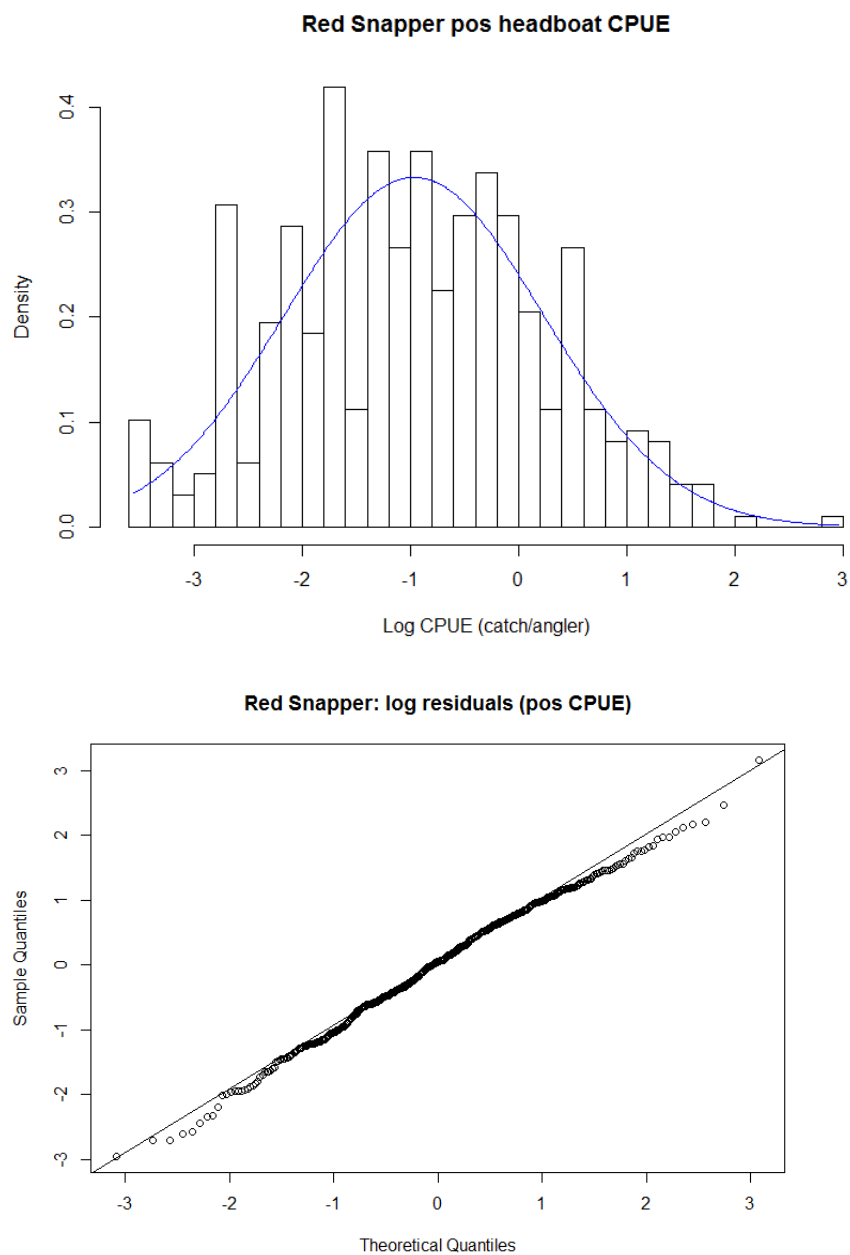 Red Snapper pos headboat CPUE
Density
0.4
0.3
0.2
0.1
0.0
-3 -2 -1 0 1 2 3
Log CPUE (catch/angler)
Red Snapper: log residuals (pos CPUE)
Sample Quantiles
3
2
1
0
-1
-2
-3
-3 -2 -1 0 1 2 3
Theoretical Quantiles